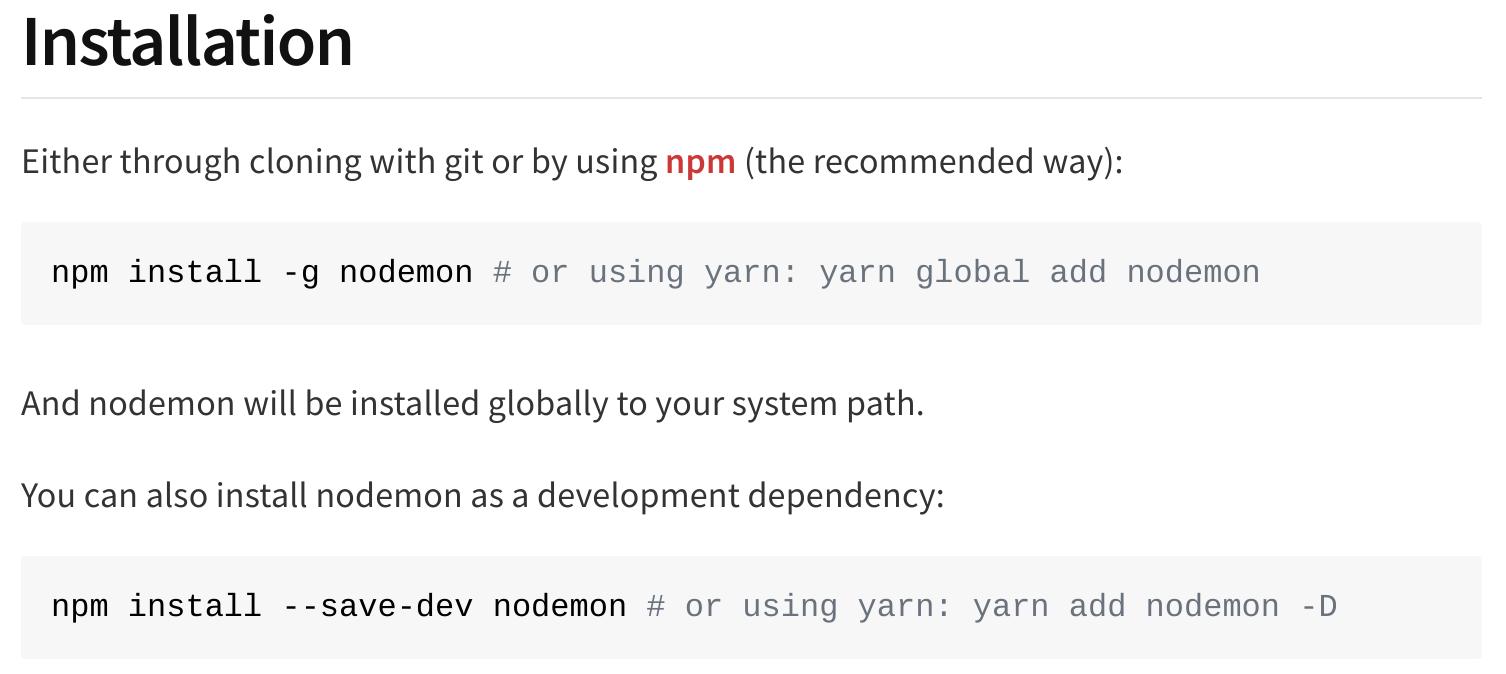 Installation
Either through cloning with git or by using npm (the recommended way):
npm install -g nodemon # or using yarn: yarn global add nodemon
And nodemon will be installed globally to your system path.
You can also install nodemon as a development dependency:
npm install --save-dev nodemon # or using yarn: yarn add nodemon -D